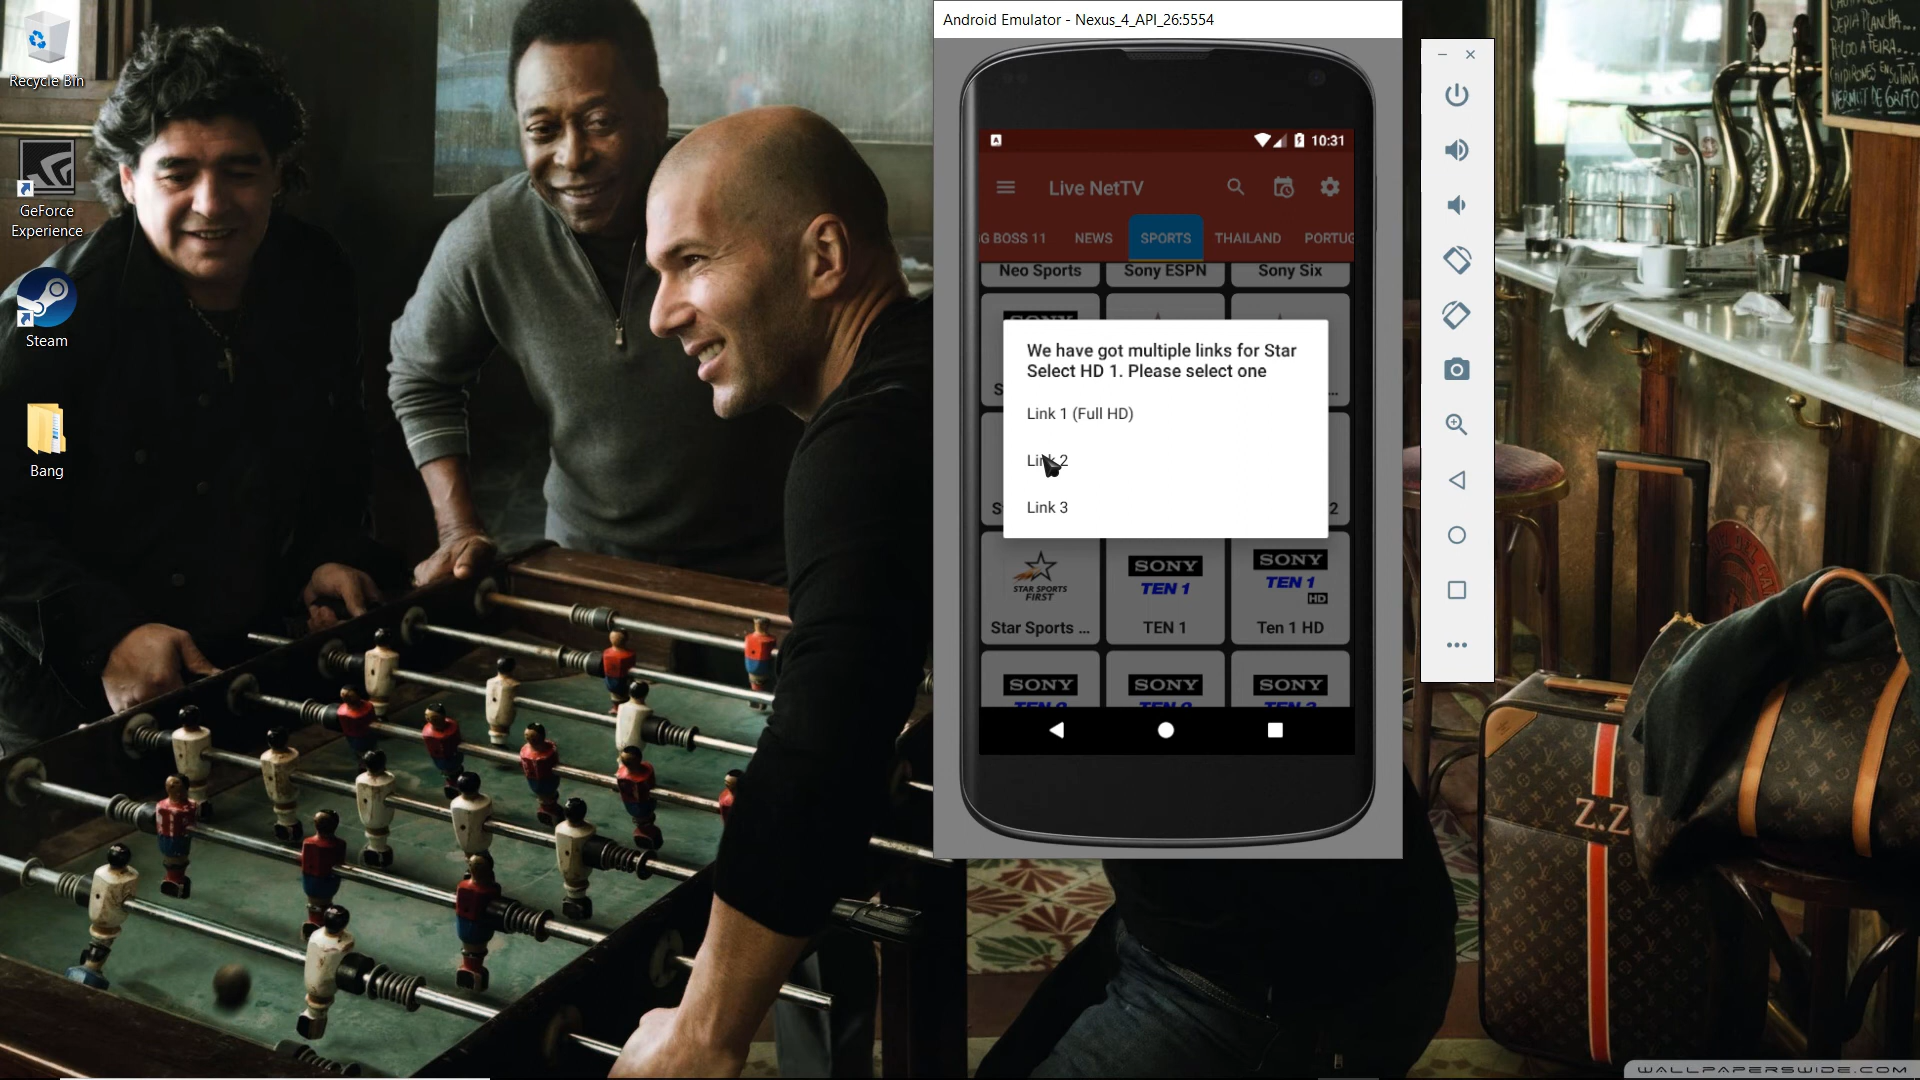 Recycle Bin
GeForce
Experience
Steam
Bang
Android Emulator - Nexus_4_API_26:5554
10:31
Live NetTV
G BOSS 11 NEWS SPORTS THAILAND PORTUG
Neo Sports Sony ESPN Sony Six
We have got multiple links for Star
Select HD 1. Please select one
Link 1 (Full HD)
Link 2
Link 3
STAR SPORTS
FIRST
Star Sports ...
SONY
TEN 1
TEN 1
SONY
TEN 1
HD
Ten 1 HD
SONY
SONY
SONY
Z.Z
WALLPAPERSWIDE.COM